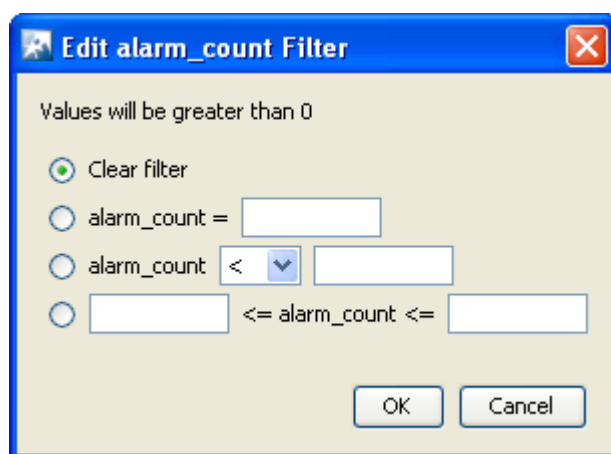 Edit alarm_count Filter
Values will be greater than 0
Clear filter
alarm_count =
alarm_count <
<= alarm_count <=
OK Cancel